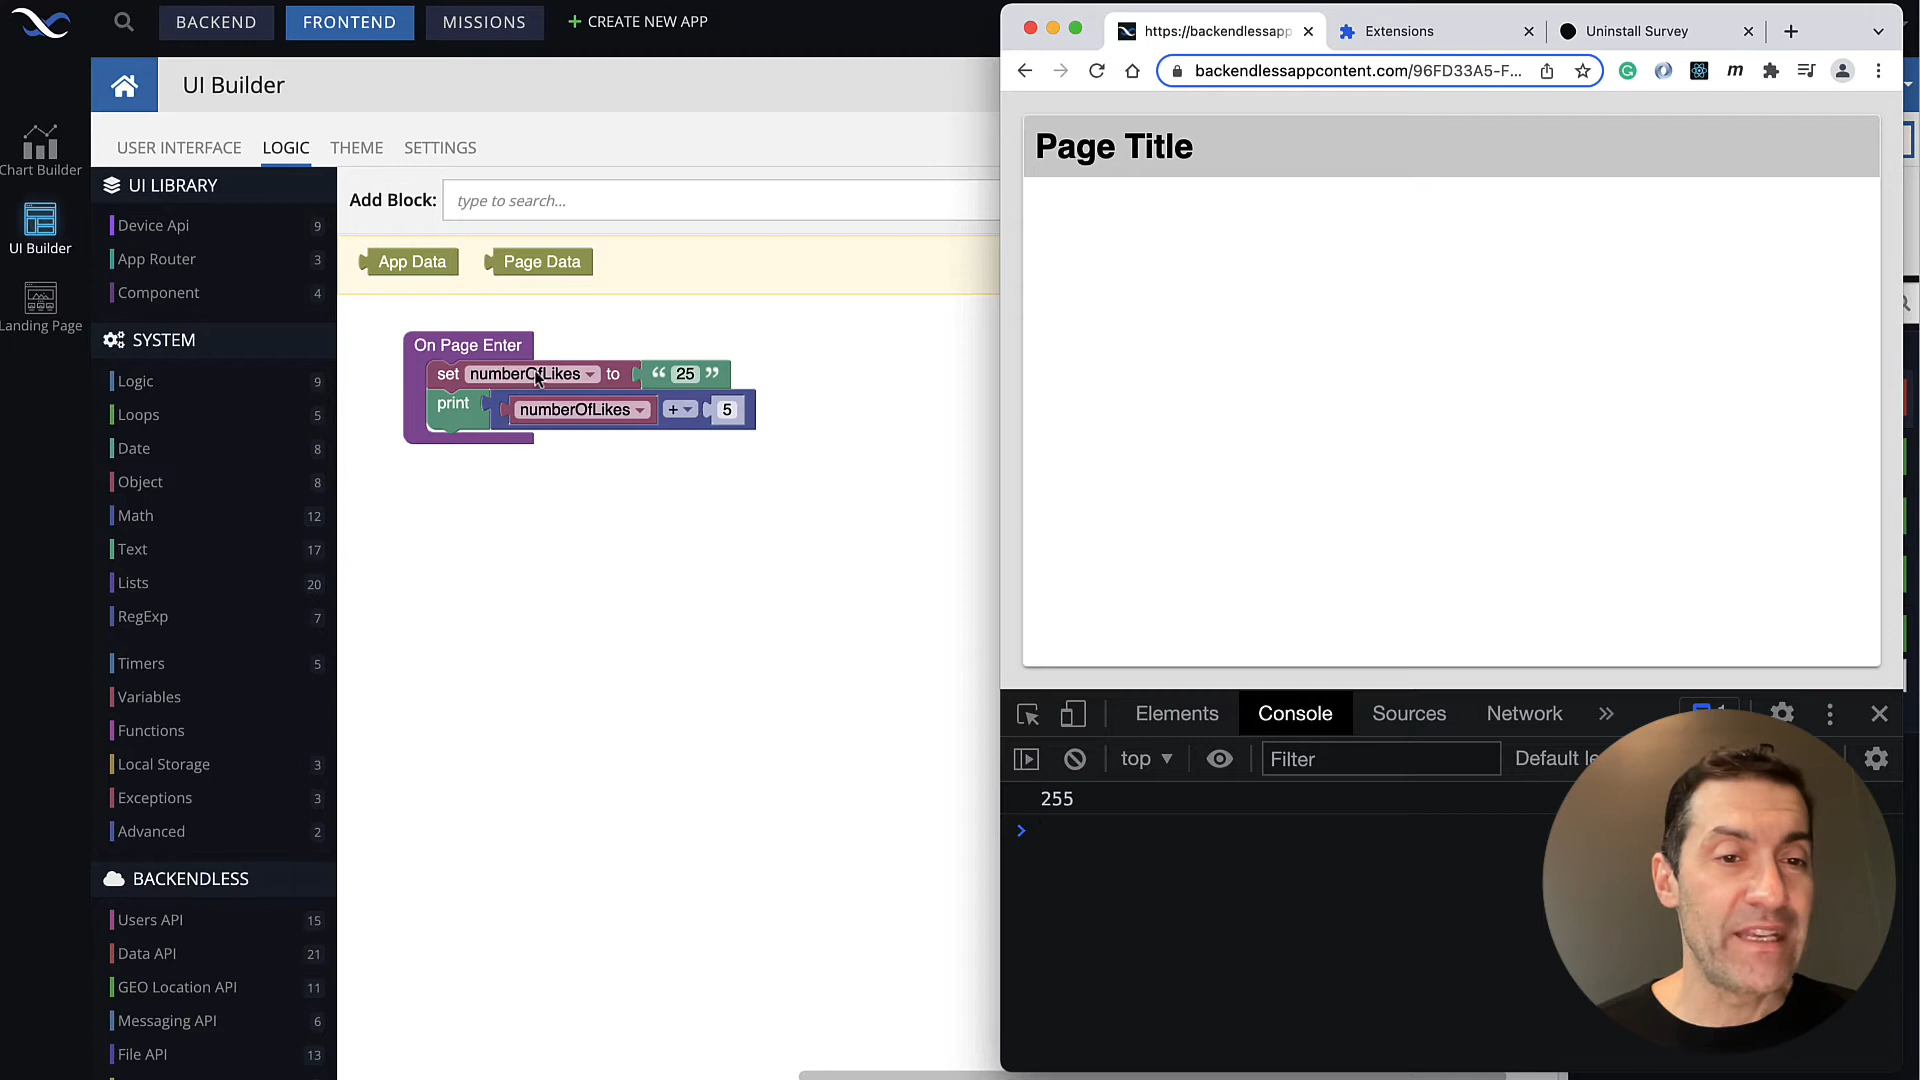 BACKEND
FRONTEND
MISSIONS
+ CREATE NEW APP
UI Builder
Chart Builder
UI Builder
Landing Page
USER INTERFACE
LOGIC
THEME
SETTINGS
UI LIBRARY
Device Api 9
App Router 3
Component 4
SYSTEM
Logic 9
Loops 5
Date 8
Object 8
Math 12
Text 17
Lists 20
RegExp 7
Timers 5
Variables
Functions
Local Storage 3
Exceptions 3
Advanced 2
BACKENDLESS
Users API 15
Data API 21
GEO Location API 11
Messaging API 6
File API 13
Add Block: type to search...
App Data
Page Data
On Page Enter
set numberOfLikes to “ 25 ”
print numberOfLikes + 5
https://backendlessapp
Extensions
Uninstall Survey
backendlessappcontent.com/96FD33A5-F...
Page Title
Elements
Console
Sources
Network
top
Filter
Default
255